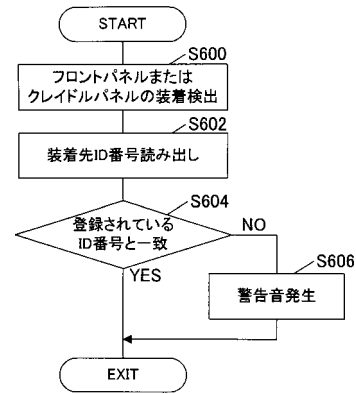 START
S600
フロントパネルまたは
クレイドルパネルの装着検出
S602
装着先ID番号読み出し
S604
登録されている
ID番号と一致
NO
YES
S606
警告音発生
EXIT